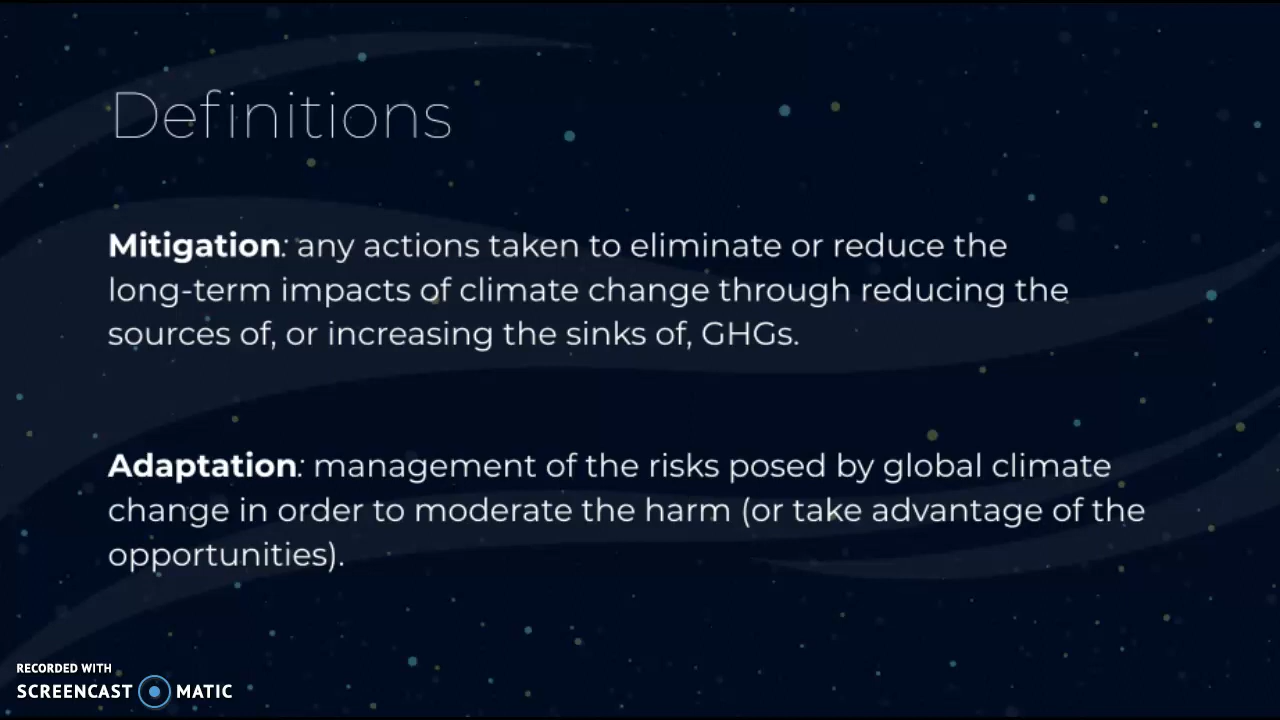 Definitions
Mitigation: any actions taken to eliminate or reduce the
long-term impacts of climate change through reducing the
sources of, or increasing the sinks of, GHGs.
Adaptation: management of the risks posed by global climate
change in order to moderate the harm (or take advantage of the
opportunities).
RECORDED WITH
SCREENCAST MATIC